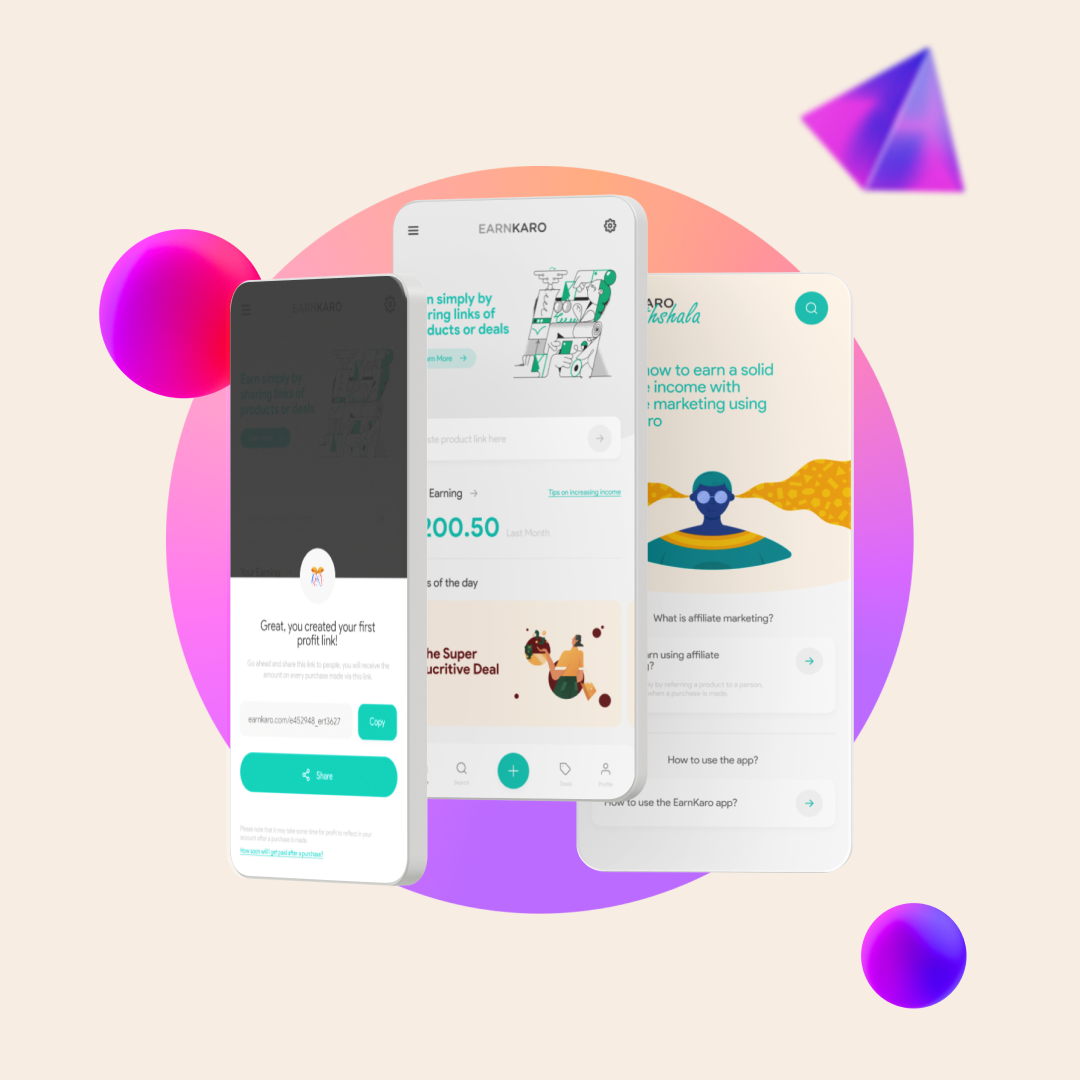 EARNKARO
Earn simply by
sharing links of
products or deals
Your Earning
Great, you created your first
profit link!
Go ahead and share this link to people, you will receive the
amount on every purchase made via this link.
earnkaro.com/e452948_ert3627
Copy
Share
Please note that it may take some time for profit to reflect in your
account after a purchase is made.
How soon will I get paid after a purchase?
EARNKARO
n simply by
ring links of
ducts or deals
rn More
ste product link here
Earning
Tips on increasing income
200.50 Last Month
s of the day
he Super
ucritive Deal
Search
Deals
Profile
ARO
hshala
now to earn a solid
e income with
e marketing using
ro
What is affiliate marketing?
rn using affiliate
g?
ly by referring a product to a person,
when a purchase is made.
How to use the app?
How to use the EarnKaro app?